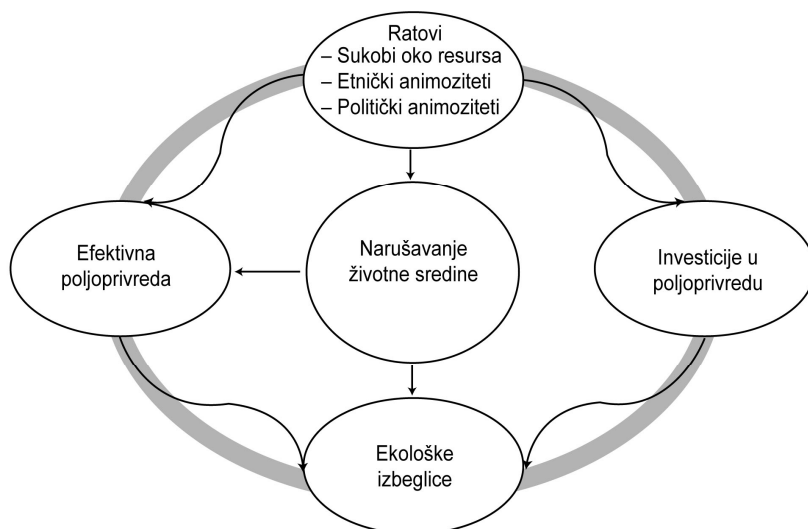 Ratovi
– Sukobi oko resursa
– Etnički animoziteti
– Politički animoziteti
Efektivna
poljoprivreda
Narušavanje
životne sredine
Investicije u
poljoprivredu
Ekološke
izbeglice